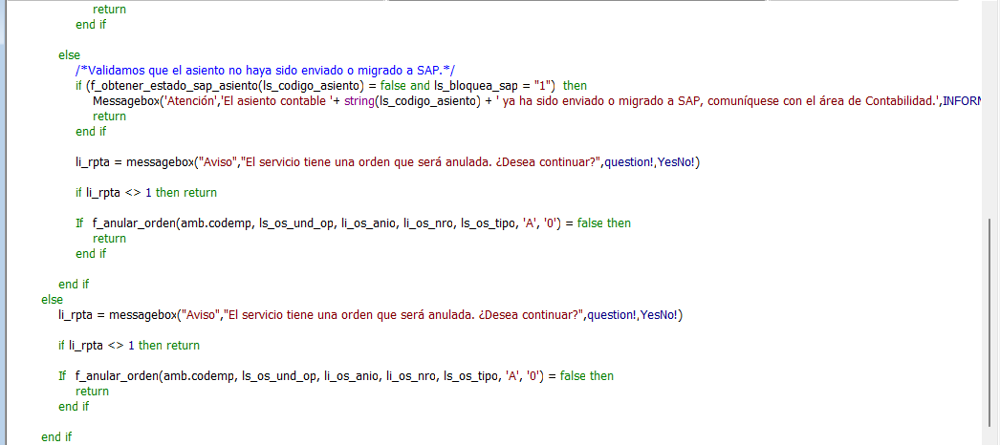 return
end if
else
/*Validamos que el asiento no haya sido enviado o migrado a SAP.*/
if (f_obtener_estado_sap_asiento(ls_codigo_asiento) = false and ls_bloquea_sap = "1")  then
Messagebox('Atención','El asiento contable '+ string(ls_codigo_asiento) + ' ya ha sido enviado o migrado a SAP, comuníquese con el área de Contabilidad.',INFORM
return
end if
li_rpta = messagebox("Aviso","El servicio tiene una orden que será anulada. ¿Desea continuar?",question!,YesNo!)
if li_rpta <> 1 then return
If  f_anular_orden(amb.codemp, ls_os_und_op, li_os_anio, li_os_nro, ls_os_tipo, 'A', '0') = false then
return
end if
end if
else
li_rpta = messagebox("Aviso","El servicio tiene una orden que será anulada. ¿Desea continuar?",question!,YesNo!)
if li_rpta <> 1 then return
If  f_anular_orden(amb.codemp, ls_os_und_op, li_os_anio, li_os_nro, ls_os_tipo, 'A', '0') = false then
return
end if
end if